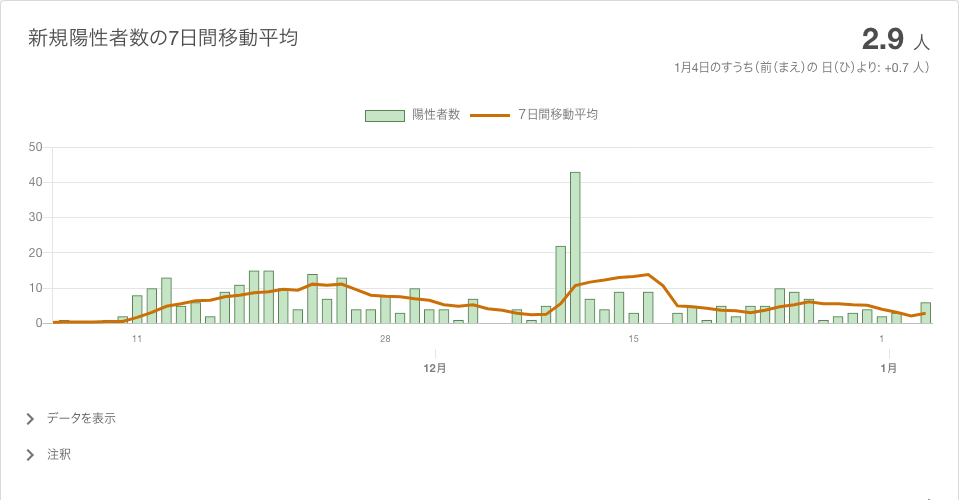 新規陽性者数の7日間移動平均
2.9 人
1月4日のすうち(前(まえ)の 日(ひ)より: +0.7 人)
陽性者数 7日間移動平均
50
40
30
20
10
0
11 28 15 1
12月 1月
データを表示
注釈